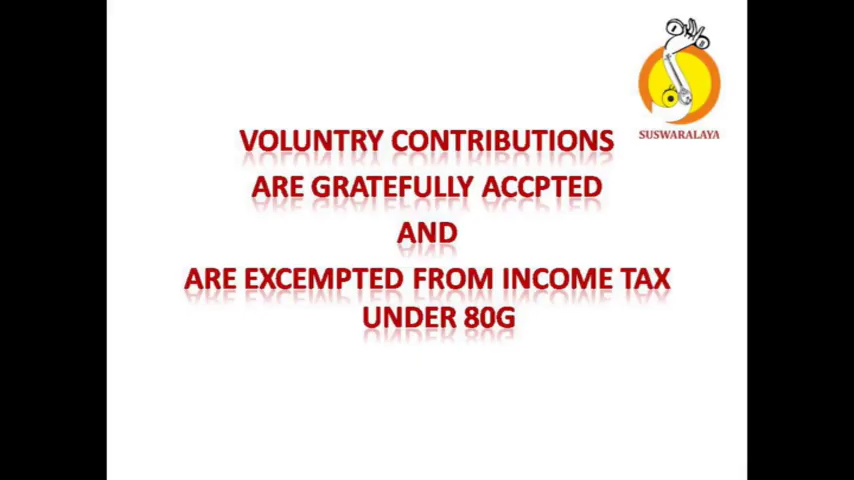 SUSWARALAYA
VOLUNTRY CONTRIBUTIONS
ARE GRATEFULLY ACCPTED
AND
ARE EXCEMPTED FROM INCOME TAX
UNDER 80G